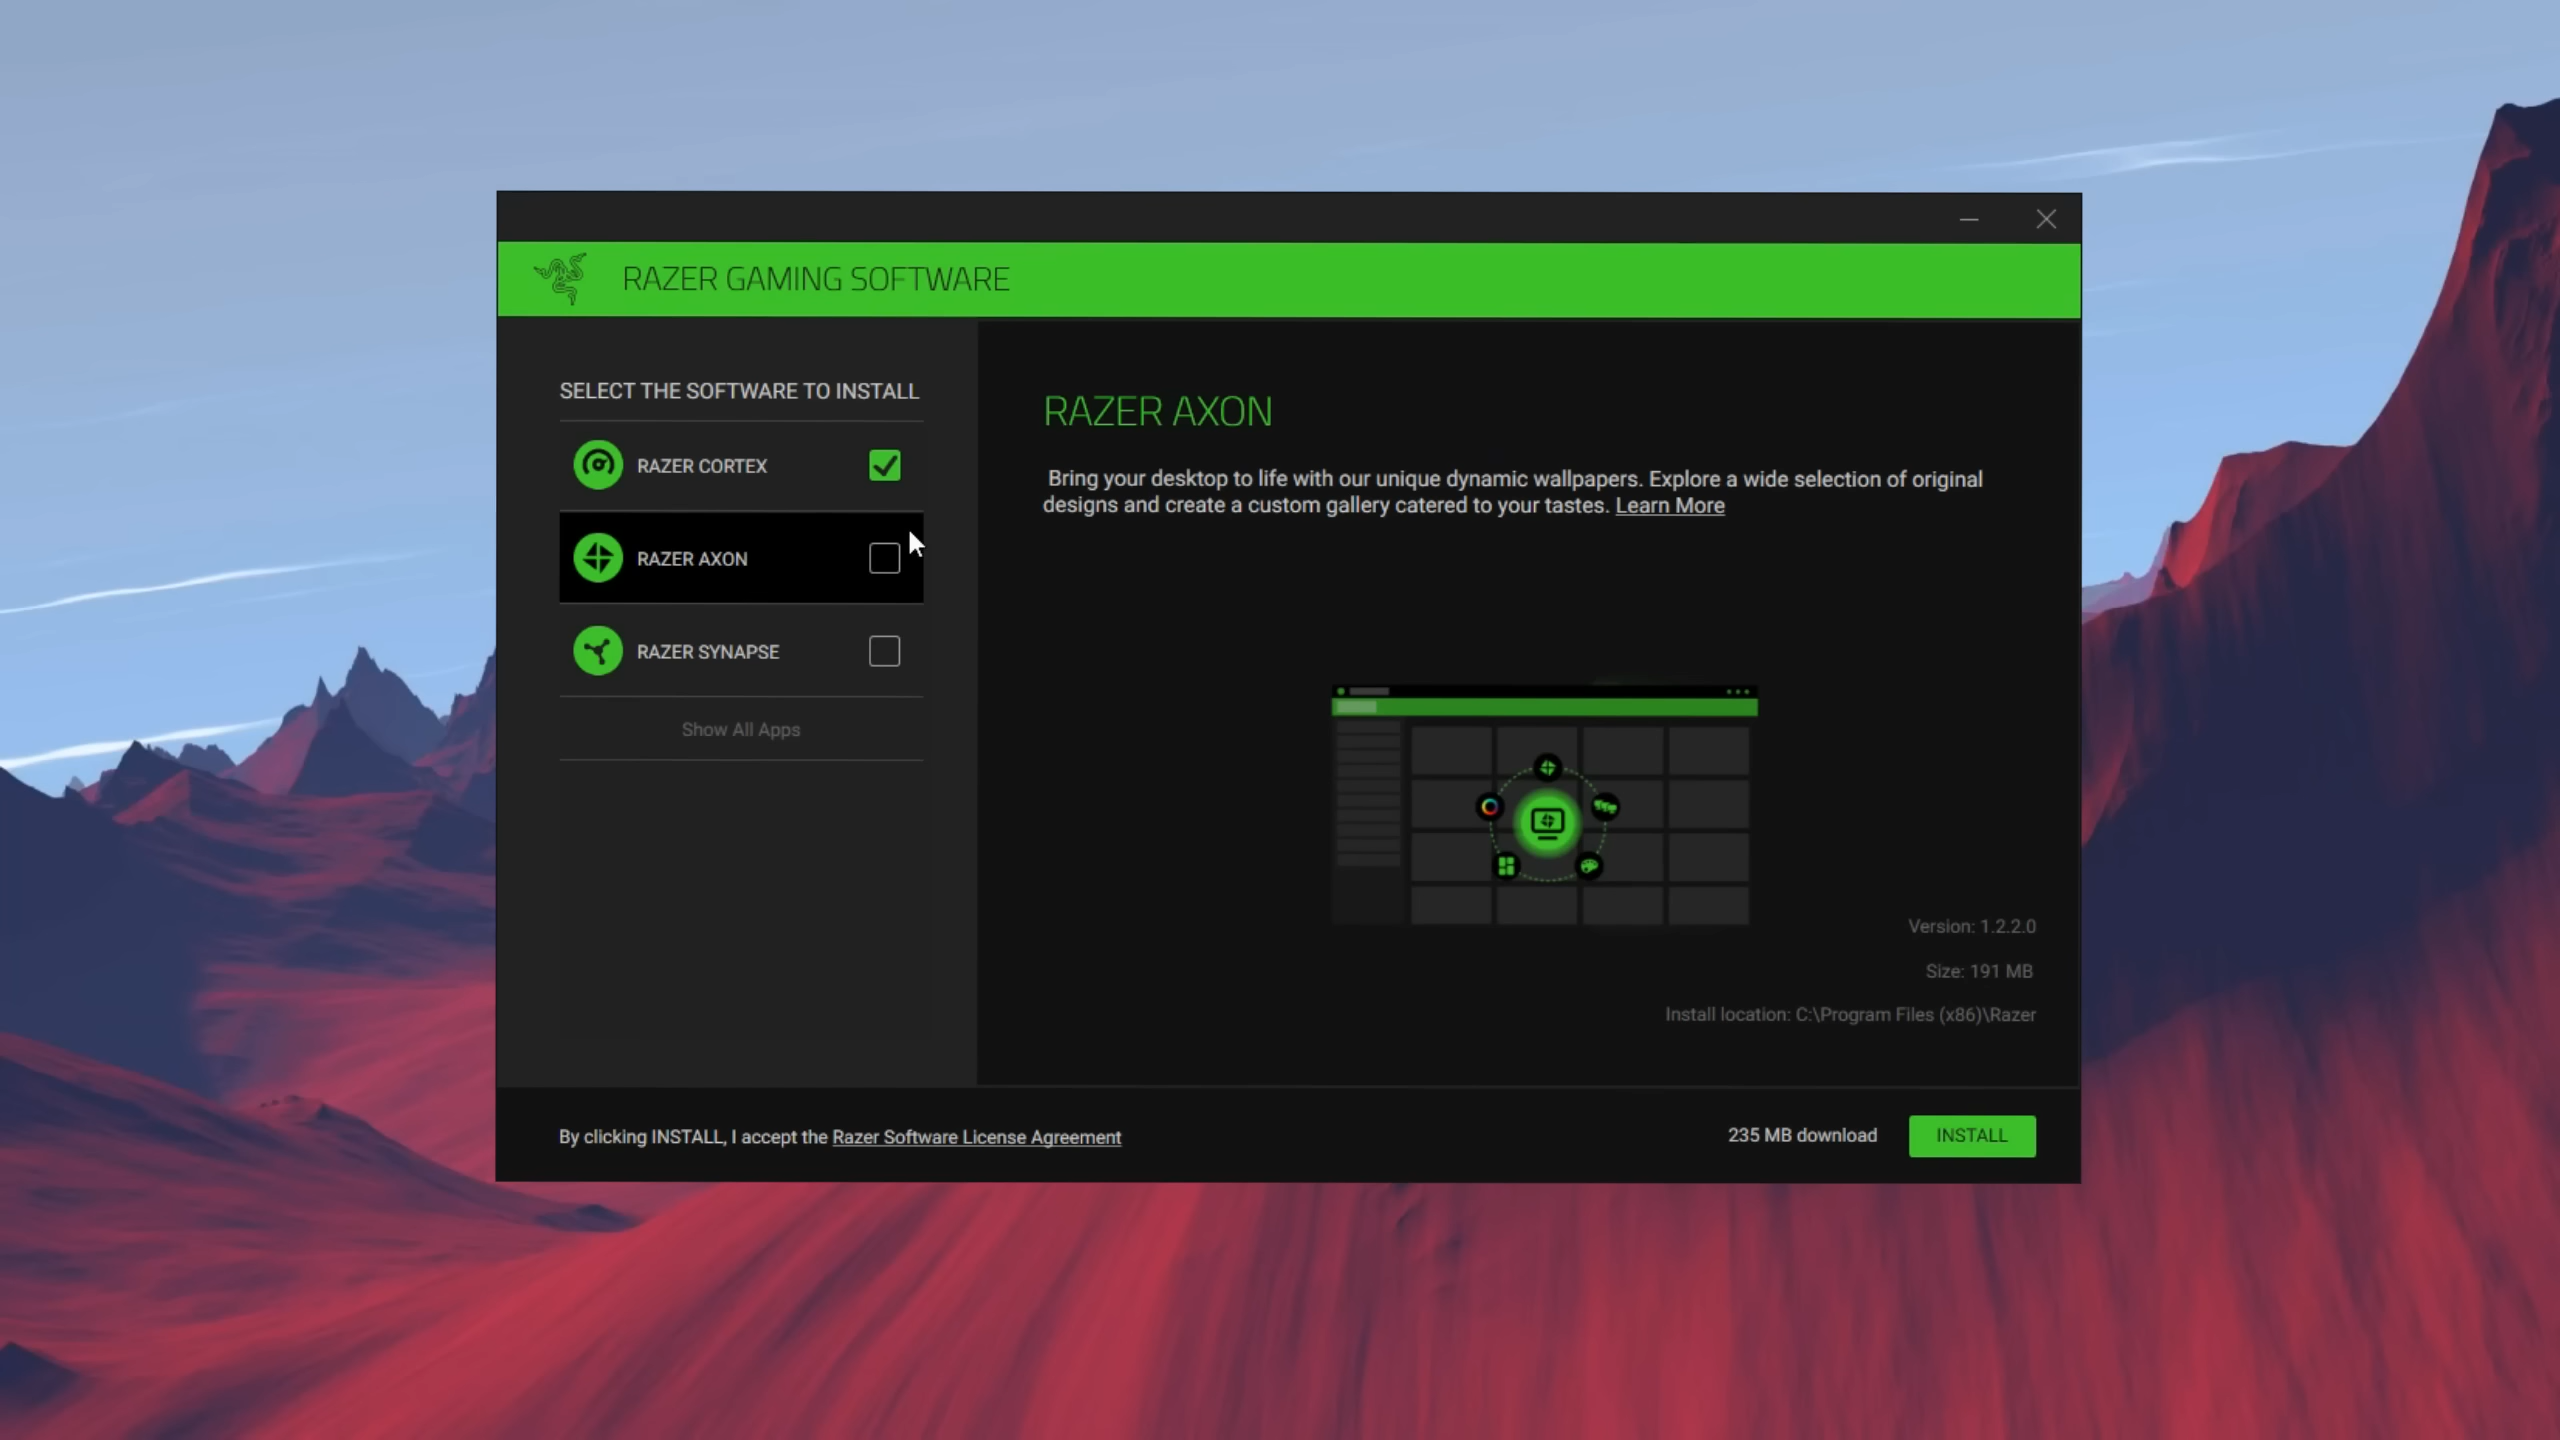 RAZER GAMING SOFTWARE
SELECT THE SOFTWARE TO INSTALL
RAZER CORTEX
RAZER AXON
RAZER SYNAPSE
Show All Apps
RAZER AXON
Bring your desktop to life with our unique dynamic wallpapers. Explore a wide selection of original
designs and create a custom gallery catered to your tastes. Learn More
Version: 1.2.2.0
Size: 191 MB
Install location: C:\Program Files (x86)\Razer
By clicking INSTALL, I accept the Razer Software License Agreement
235 MB download
INSTALL